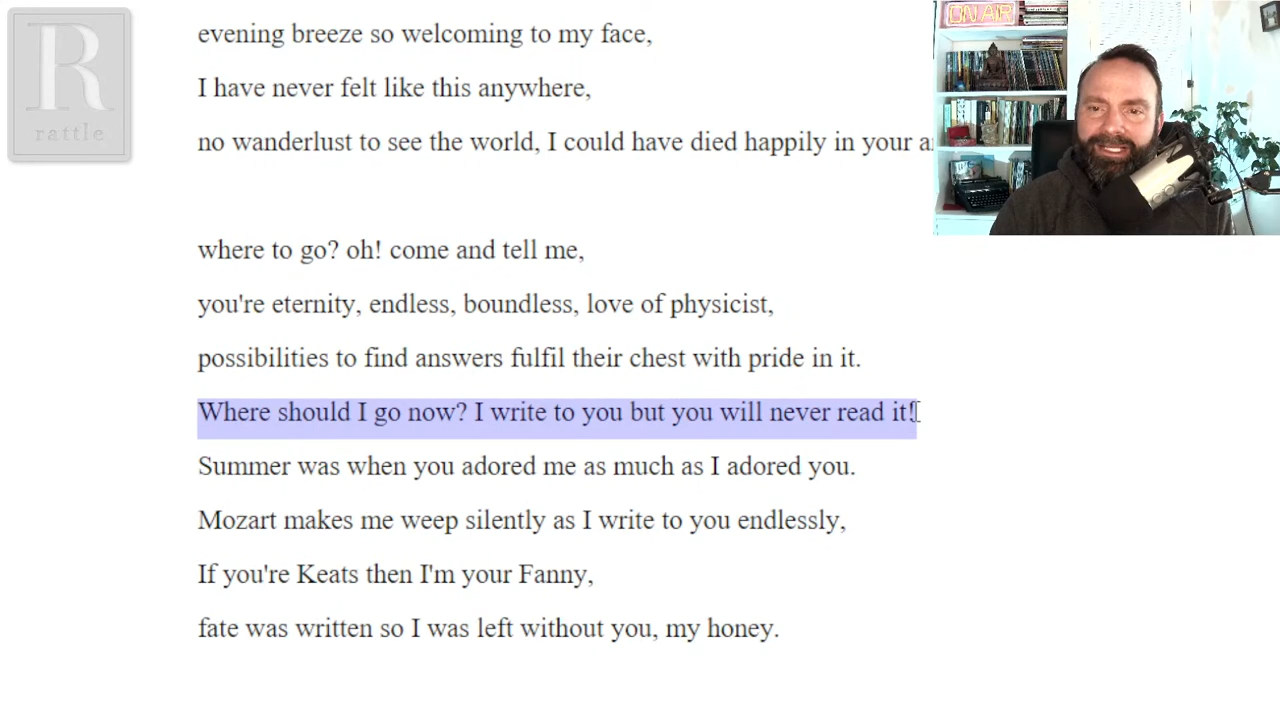 R
rattle
ON AIR
evening breeze so welcoming to my face,
I have never felt like this anywhere,
no wanderlust to see the world, I could have died happily in your
where to go? oh! come and tell me,
you're eternity, endless, boundless, love of physicist,
possibilities to find answers fulfil their chest with pride in it.
Where should I go now? I write to you but you will never read it!
Summer was when you adored me as much as I adored you.
Mozart makes me weep silently as I write to you endlessly,
If you're Keats then I'm your Fanny,
fate was written so I was left without you, my honey.